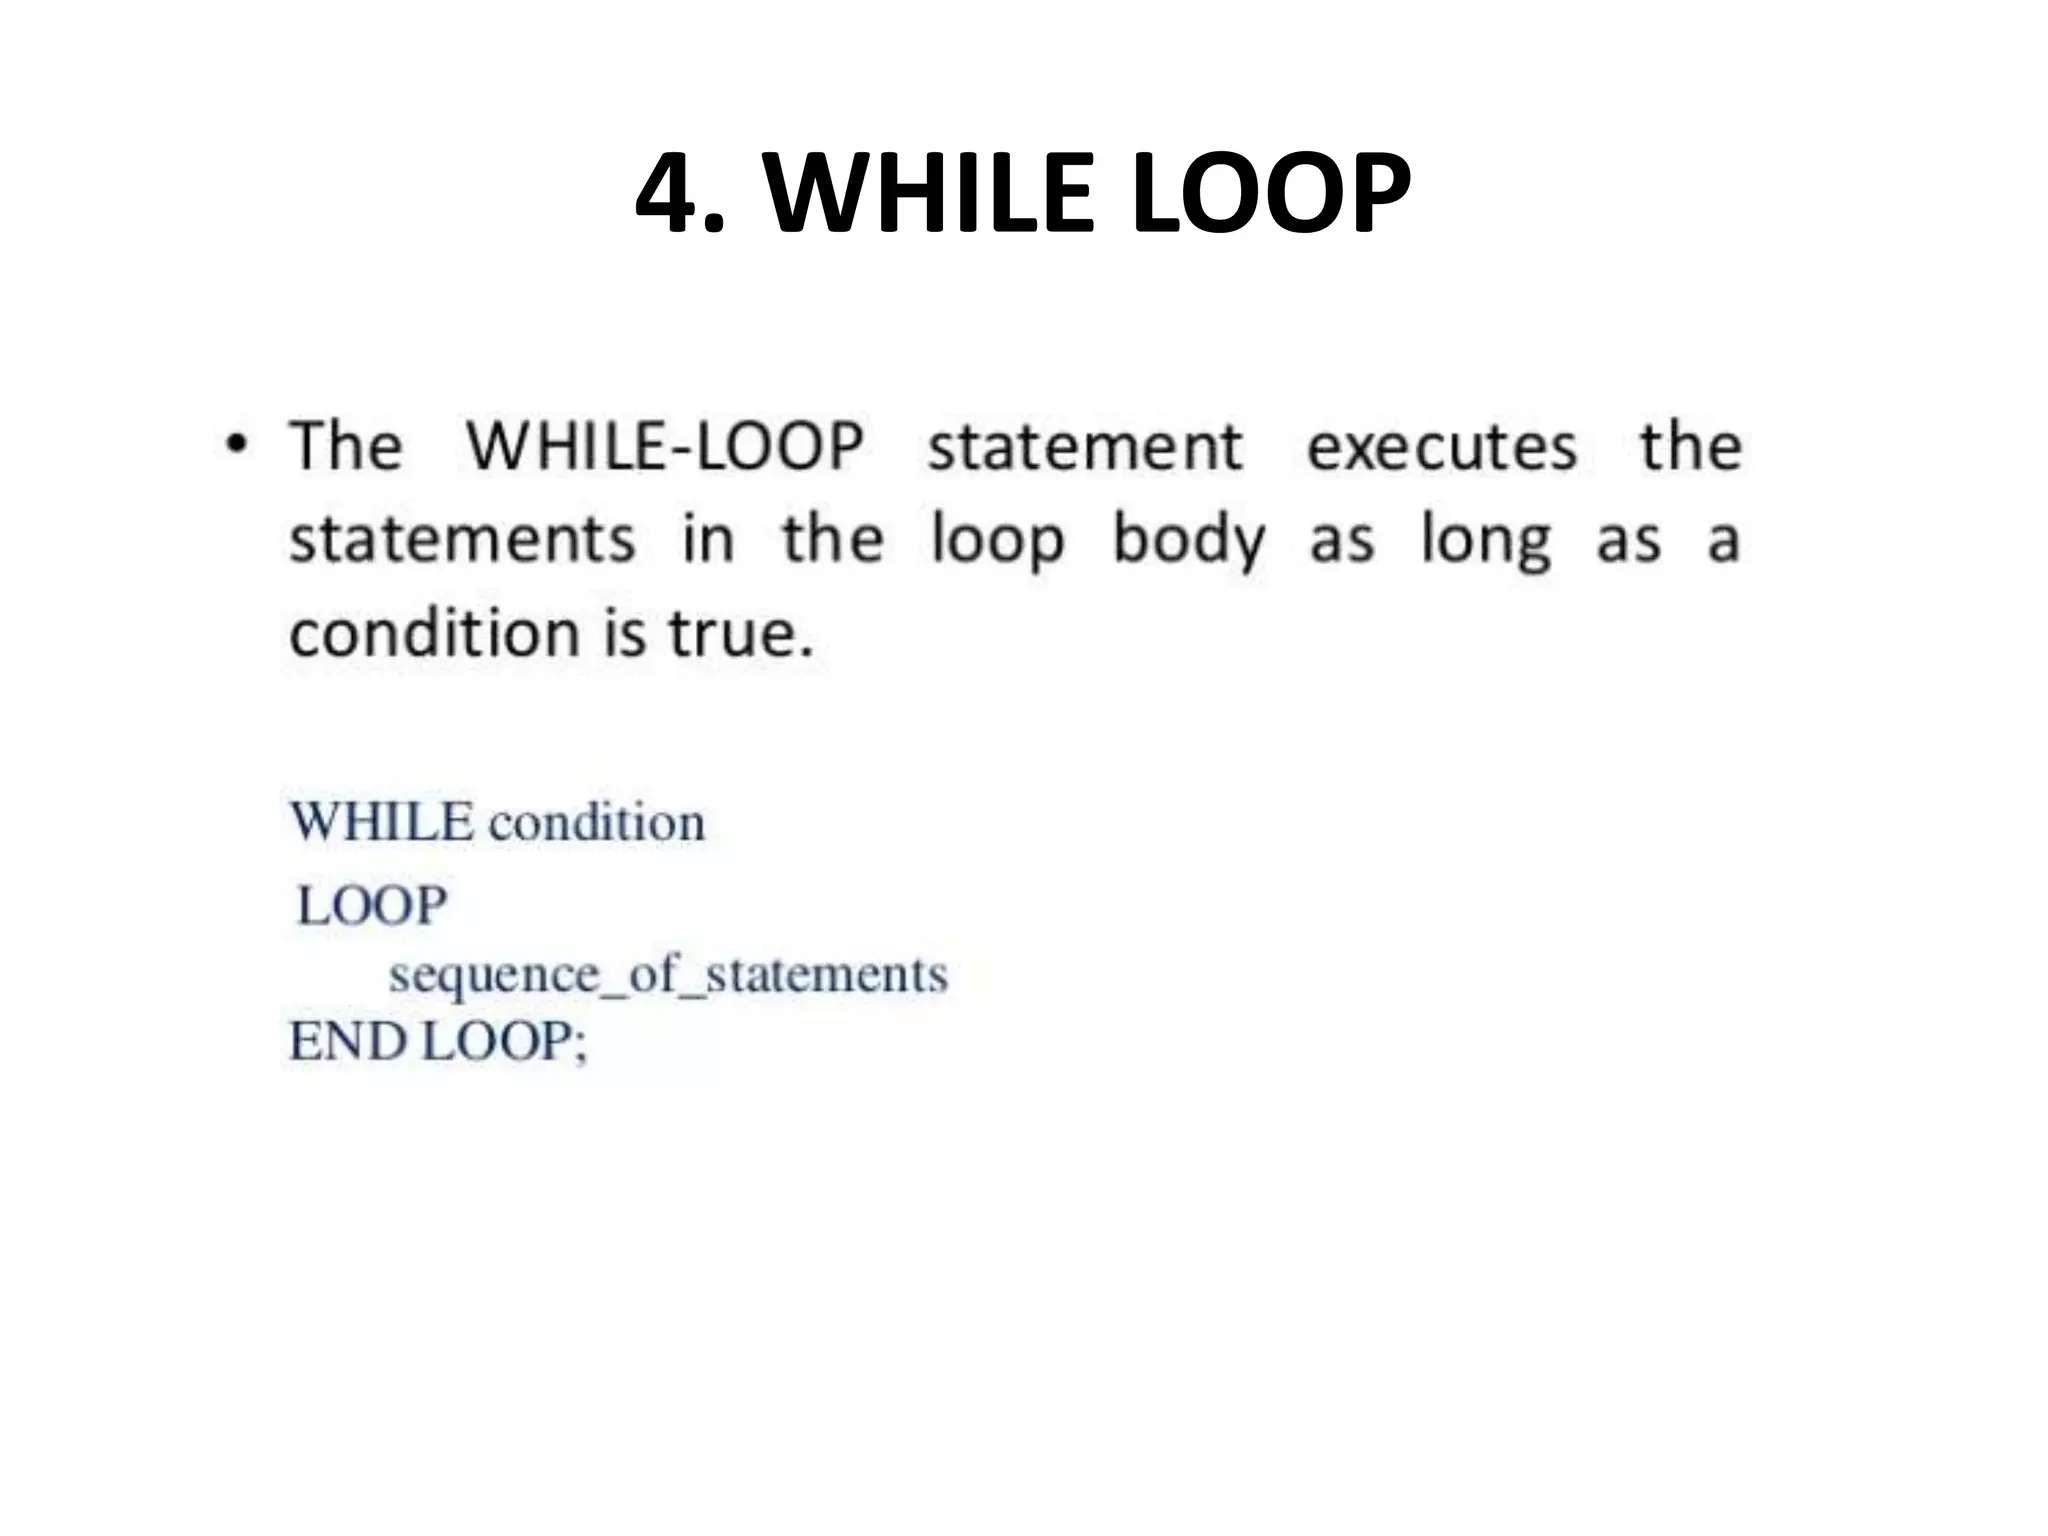 4. WHILE LOOP
• The WHILE-LOOP statement executes the
statements in the loop body as long as a
condition is true.
WHILE condition
LOOP
sequence_of_statements
END LOOP;